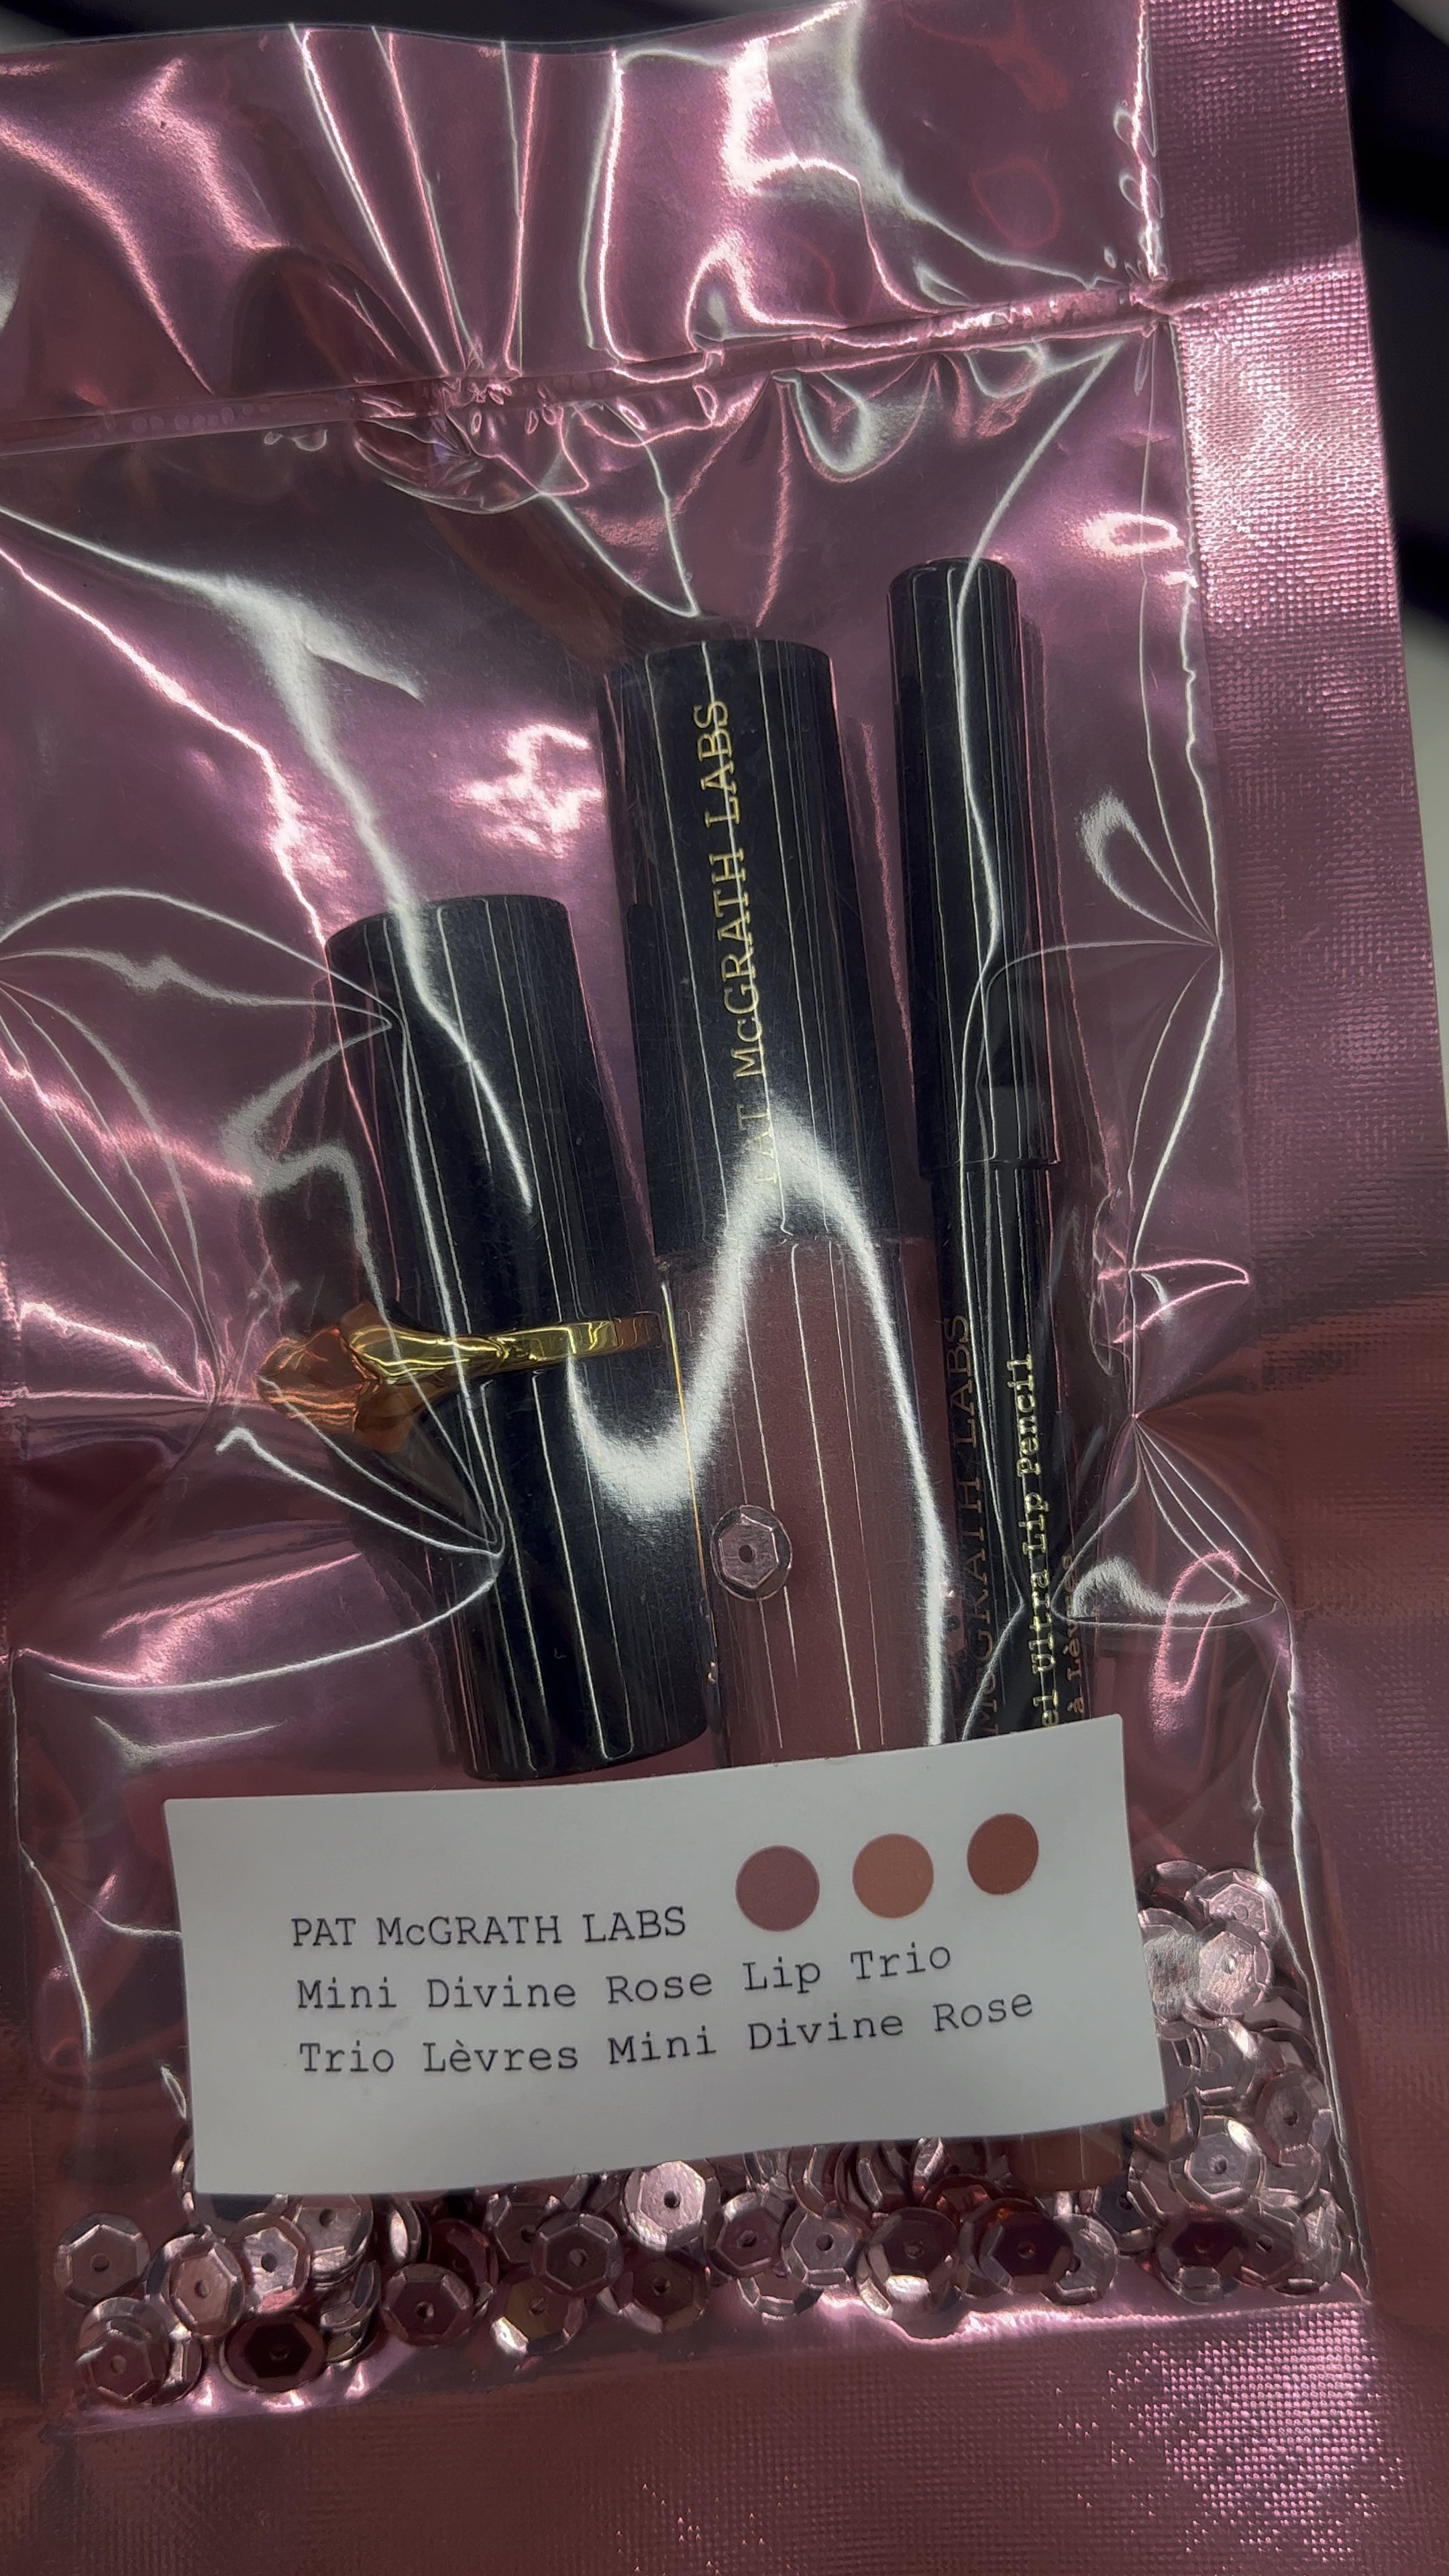 PAT McGRATH LABS
McGRATH LABS
Ultra Lip Pencil
à Lèvres
PAT McGRATH LABS
Mini Divine Rose Lip Trio
Trio Lèvres Mini Divine Rose